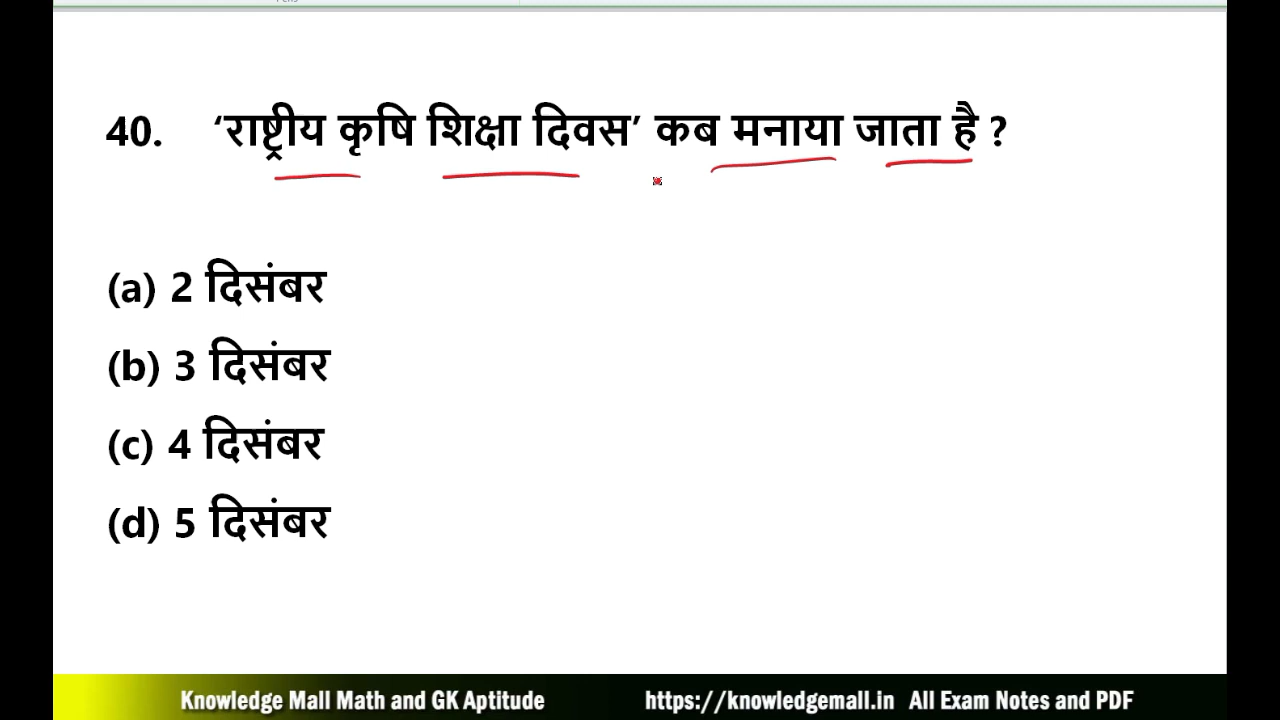 40. ‘राष्ट्रीय कृषि शिक्षा दिवस’ कब मनाया जाता है ?
(a) 2 दिसंबर
(b) 3 दिसंबर
(c) 4 दिसंबर
(d) 5 दिसंबर
Knowledge Mall Math and GK Aptitude https://knowledgemall.in All Exam Notes and PDF